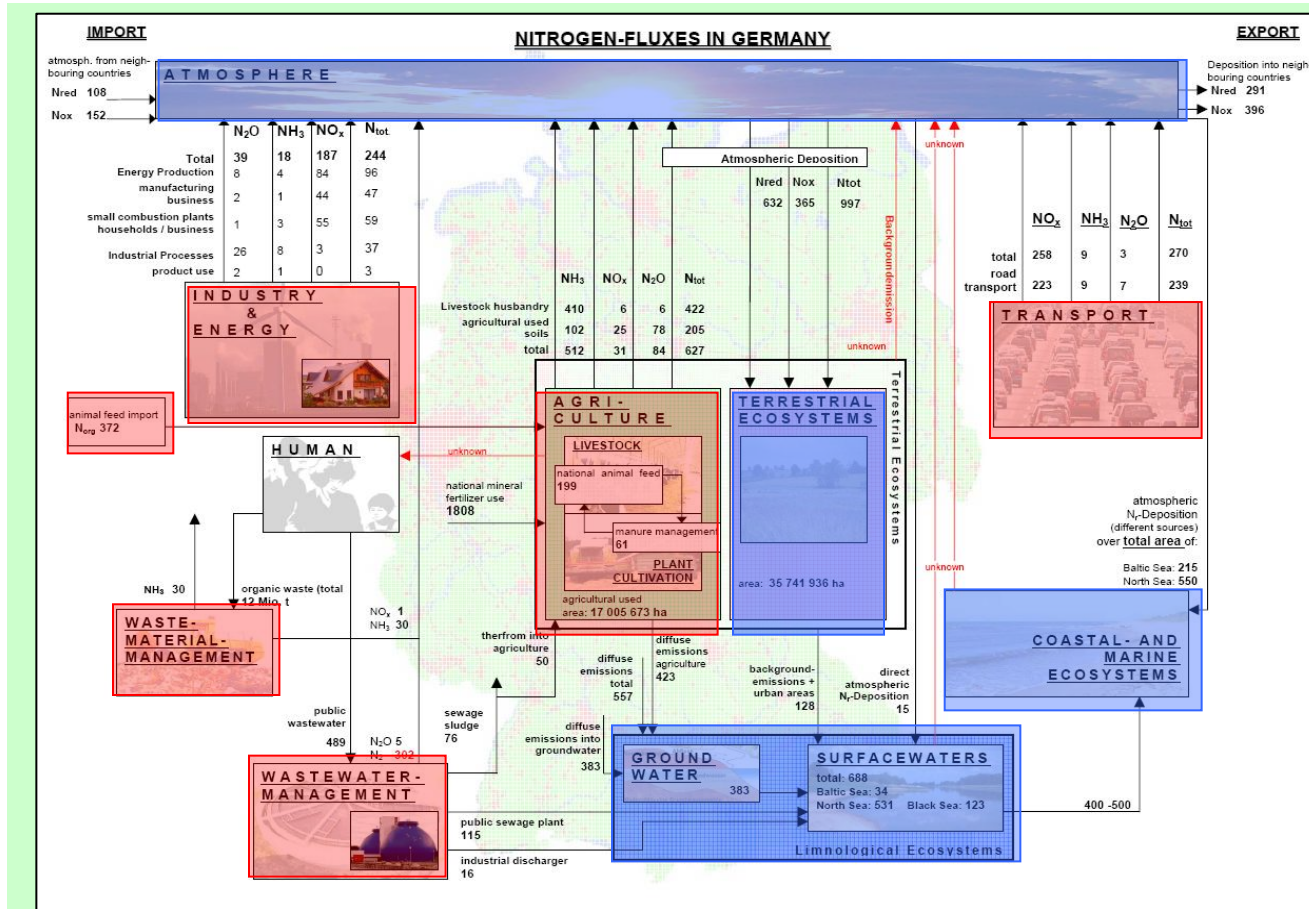 IMPORT
NITROGEN-FLUXES IN GERMANY
EXPORT
atmosph. from neigh-
bouring countries
Nred 108
Nox 152
ATMOSPHERE
Deposition into neigh
bouring countries
Nred 291
Nox 396
N₂O NH₃ NOₓ Ntot.
Total 39 18 187 244
Energy Production 8 4 84 96
manufacturing
business 2 1 44 47
small combustion plants
households / business 1 3 55 59
Industrial Processes 26 8 3 37
product use 2 1 0 3
INDUSTRY
&
ENERGY
NH₃ NOₓ N₂O Ntot
Livestock husbandry 410 6 6 422
agricultural used
soils 102 25 78 205
total 512 31 84 627
Atmospheric Deposition
Nred Nox Ntot
632 365 997
Backgroundemission
unknown
unknown
unknown
NOₓ NH₃ N₂O Ntot
total 258 9 3 270
road
transport 223 9 7 239
TRANSPORT
animal feed import
Norg 372
HUMAN
unknown
national mineral
fertilizer use
1808
AGRI-
CULTURE
LIVESTOCK
national animal feed
199
manure management
61
PLANT
CULTIVATION
agricultural used
area: 17 005 673 ha
TERRESTRIAL
ECOSYSTEMS
area: 35 741 936 ha
Terrestrial Ecosystems
atmospheric
Nᵣ-Deposition
(different sources)
over total area of:
Baltic Sea: 215
North Sea: 550
COASTAL- AND
MARINE
ECOSYSTEMS
NH₃ 30
organic waste (total
12 Mio. t
WASTE-
MATERIAL-
MANAGEMENT
NOₓ 1
NH₃ 30
therfrom into
agriculture
50
diffuse
emissions
total
557
diffuse
emissions
agriculture
423
background-
emissions +
urban areas
128
direct
atmospheric
Nᵣ-Deposition
15
public
wastewater
489
N₂O 5
N₂ 302
sewage
sludge
76
diffuse
emissions into
groundwater
383
WASTEWATER-
MANAGEMENT
public sewage plant
115
industrial discharger
16
GROUND
WATER
383
SURFACEWATERS
total: 688
Baltic Sea: 34
North Sea: 531 Black Sea: 123
Limnological Ecosystems
400 -500